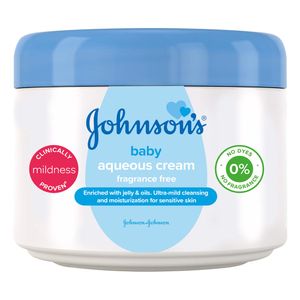 Johnson's®
baby
aqueous cream
fragrance free
Enriched with jelly & oils. Ultra-mild cleansing
and moisturization for sensitive skin
Johnson & Johnson
CLINICALLY
mildness
PROVEN*
NO DYES
0%
NO FRAGRANCE